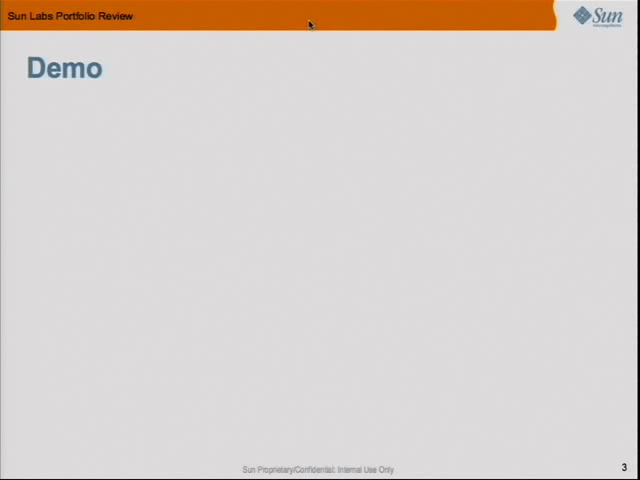 Sun Labs Portfolio Review
Sun
Demo
Sun Proprietary/Confidential: Internal Use Only
3